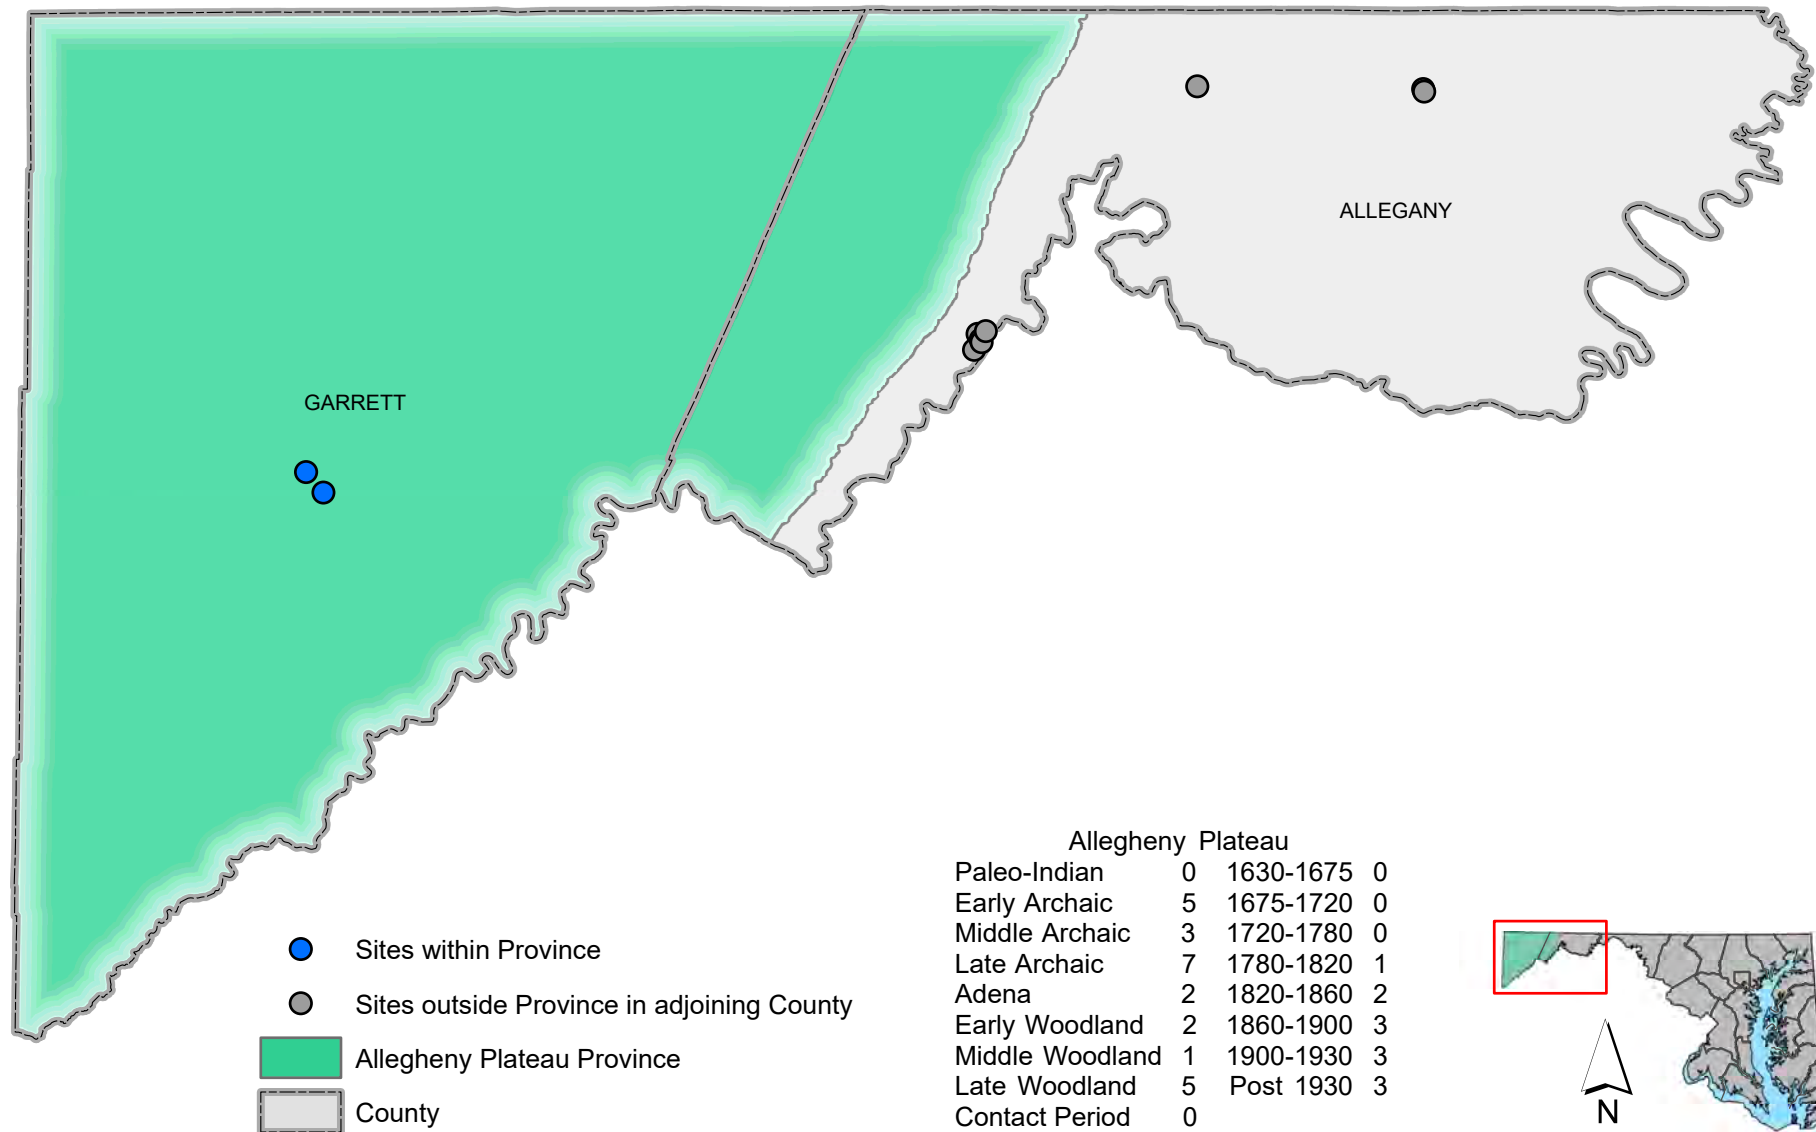 ALLEGANY
GARRETT
Sites within Province
Sites outside Province in adjoining County
Allegheny Plateau Province
County
Allegheny Plateau
Paleo-Indian 0 1630-1675 0
Early Archaic 5 1675-1720 0
Middle Archaic 3 1720-1780 0
Late Archaic 7 1780-1820 1
Adena 2 1820-1860 2
Early Woodland 2 1860-1900 3
Middle Woodland 1 1900-1930 3
Late Woodland 5 Post 1930 3
Contact Period 0
N